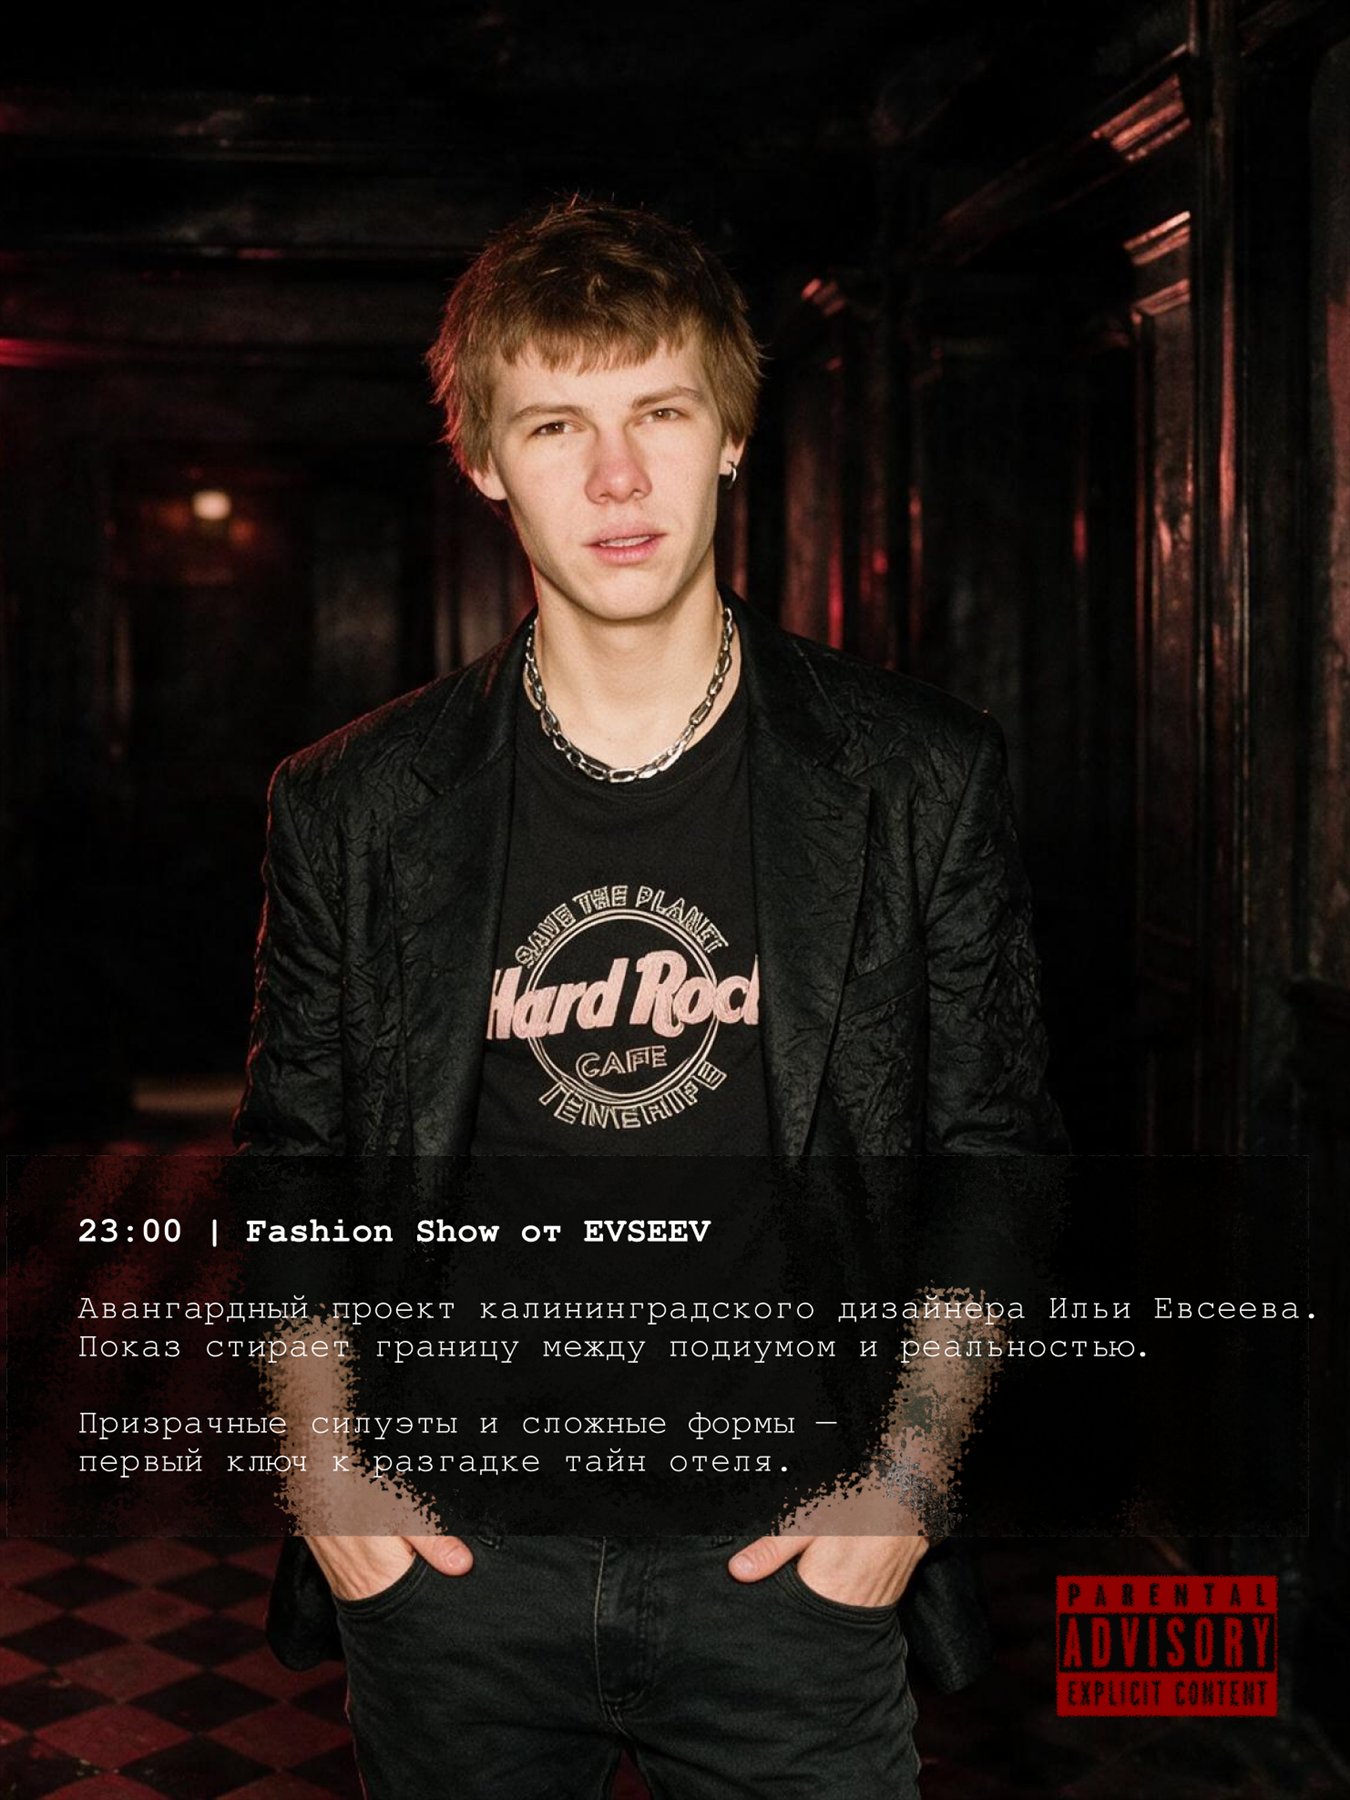 SAVE THE PLANET
Hard Rock
CAFE
TENERIFE
23:00 | Fashion Show от EVSEEV
Авангардный проект калининградского дизайнера Ильи Евсеева.
Показ стирает границу между подиумом и реальностью.
Призрачные силуэты и сложные формы —
первый ключ к разгадке тайн отеля.
PARENTAL
ADVISORY
EXPLICIT CONTENT